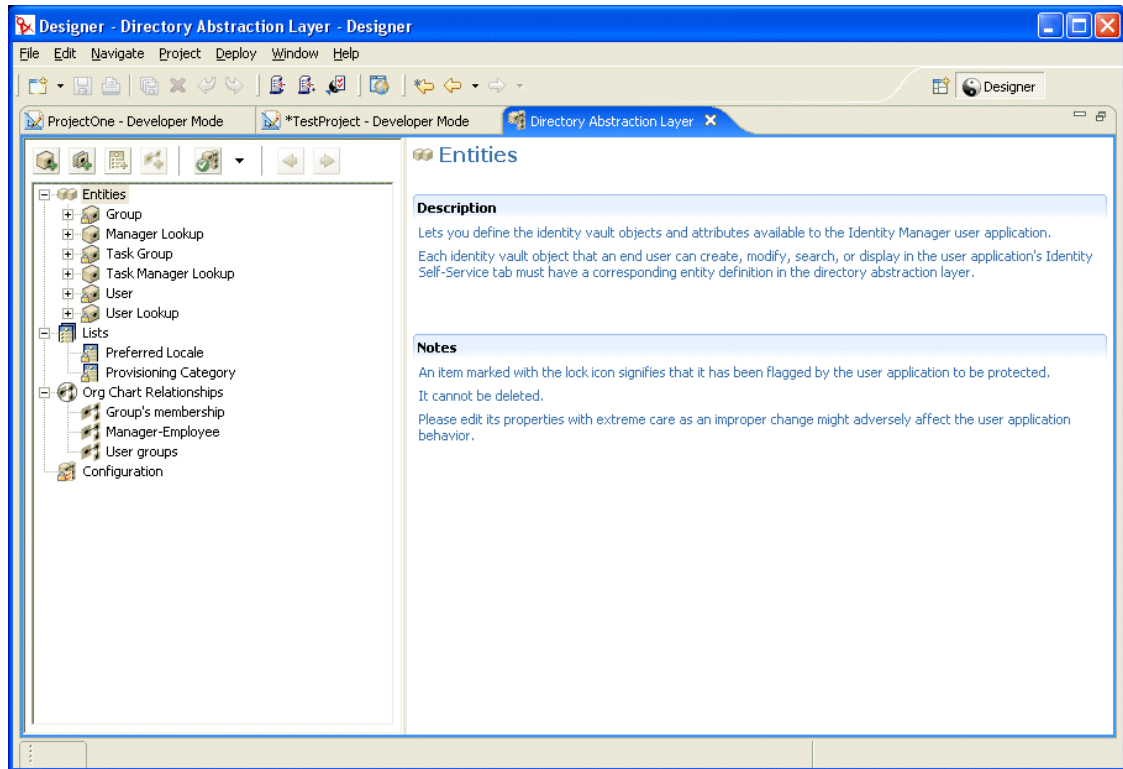 Designer - Directory Abstraction Layer - Designer
File Edit Navigate Project Deploy Window Help
Designer
ProjectOne - Developer Mode *TestProject - Developer Mode Directory Abstraction Layer
Entities
Group
Manager Lookup
Task Group
Task Manager Lookup
User
User Lookup
Lists
Preferred Locale
Provisioning Category
Org Chart Relationships
Group's membership
Manager-Employee
User groups
Configuration
Entities
Description
Lets you define the identity vault objects and attributes available to the Identity Manager user application.
Each identity vault object that an end user can create, modify, search, or display in the user application's Identity
Self-Service tab must have a corresponding entity definition in the directory abstraction layer.
Notes
An item marked with the lock icon signifies that it has been flagged by the user application to be protected.
It cannot be deleted.
Please edit its properties with extreme care as an improper change might adversely affect the user application
behavior.